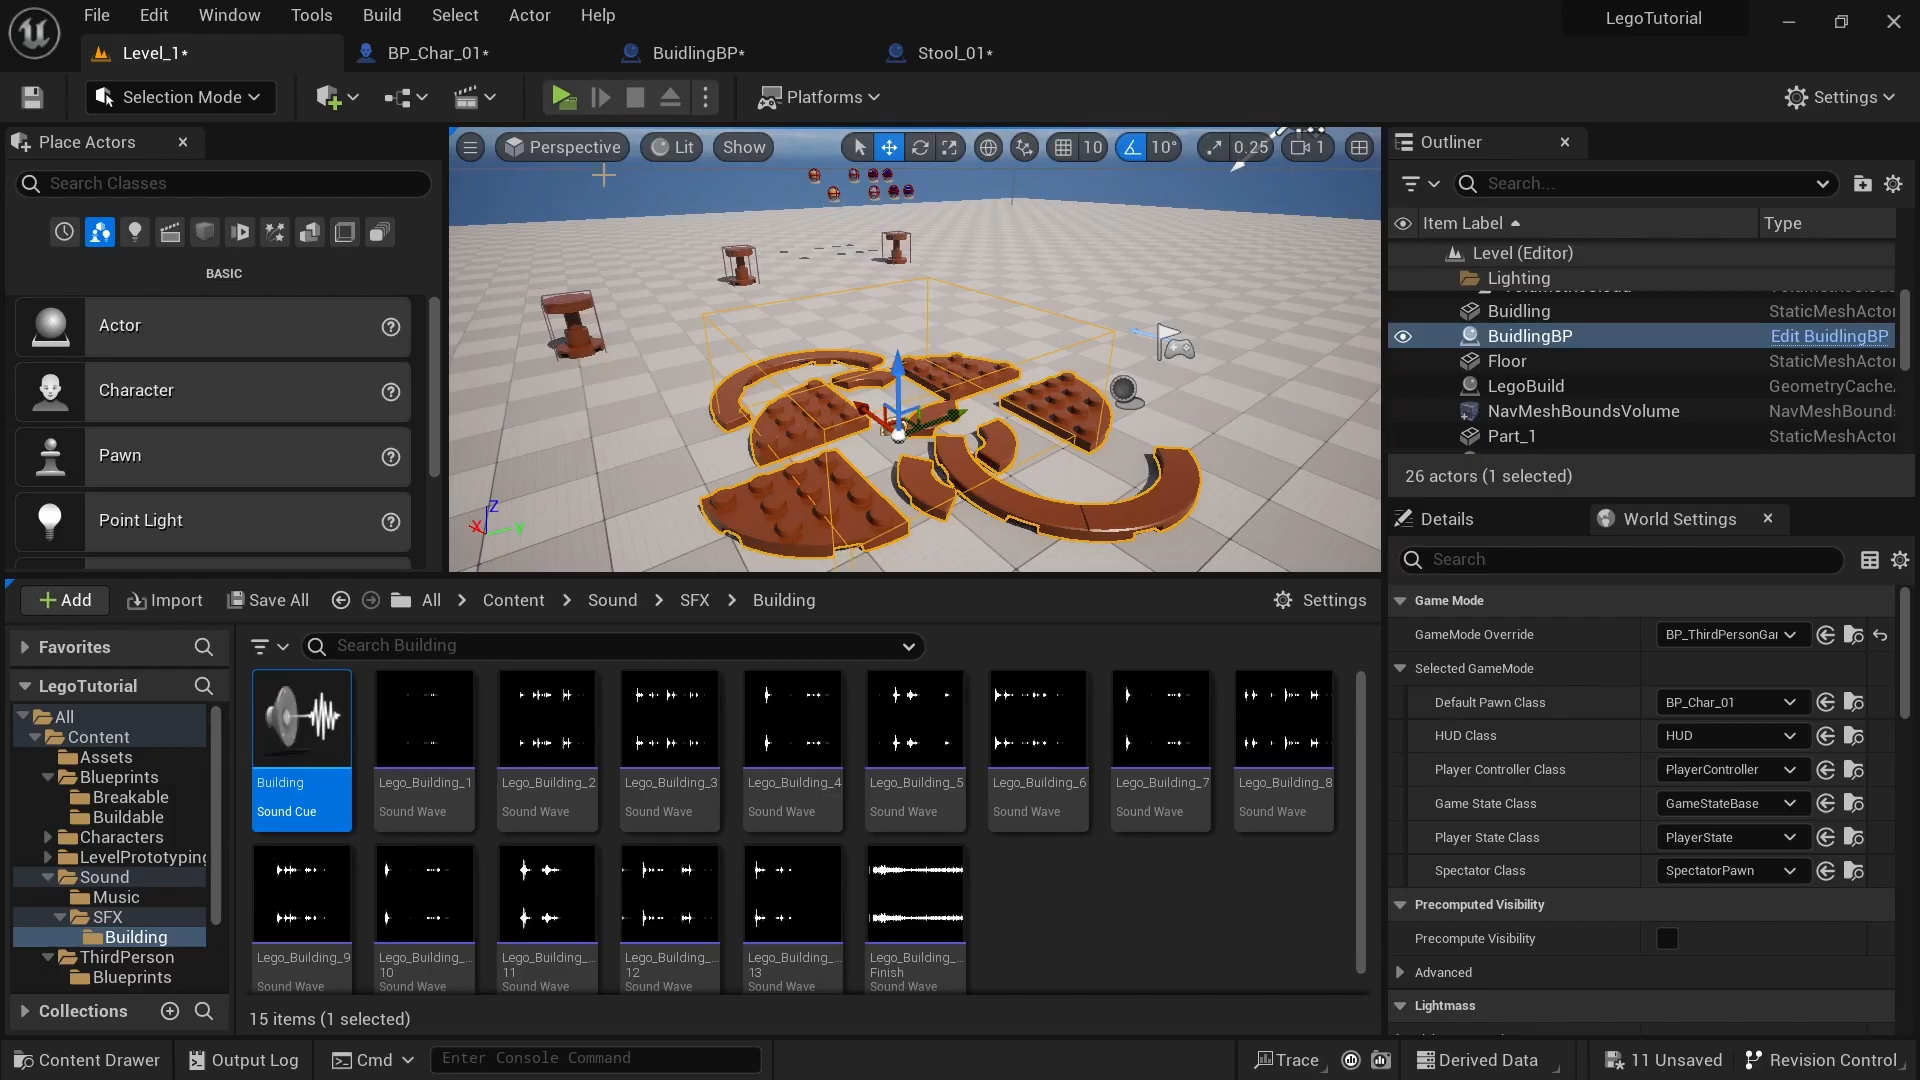 File Edit Window Tools Build Select Actor Help
LegoTutorial
Level_1*
BP_Char_01*
BuidlingBP*
Stool_01*
Selection Mode
Platforms
Settings
Place Actors
Search Classes
BASIC
Actor
Character
Pawn
Point Light
Perspective
Lit
Show
10
10°
0.25
1
Z
X
Y
Outliner
Search...
Item Label
Type
Level (Editor)
Lighting
Buidling StaticMeshActor
BuidlingBP Edit BuidlingBP
Floor StaticMeshActor
LegoBuild GeometryCache
NavMeshBoundsVolume NavMeshBounds
Part_1 StaticMeshActor
26 actors (1 selected)
Details
World Settings
Search
Game Mode
GameMode Override BP_ThirdPersonGar
Selected GameMode
Default Pawn Class BP_Char_01
HUD Class HUD
Player Controller Class PlayerController
Game State Class GameStateBase
Player State Class PlayerState
Spectator Class SpectatorPawn
Precomputed Visibility
Precompute Visibility
Advanced
Lightmass
Add
Import
Save All
All > Content > Sound > SFX > Building
Settings
Favorites
LegoTutorial
All
Content
Assets
Blueprints
Breakable
Buildable
Characters
LevelPrototyping
Sound
Music
SFX
Building
ThirdPerson
Blueprints
Collections
Search Building
Building
Sound Cue
Lego_Building_1
Sound Wave
Lego_Building_2
Sound Wave
Lego_Building_3
Sound Wave
Lego_Building_4
Sound Wave
Lego_Building_5
Sound Wave
Lego_Building_6
Sound Wave
Lego_Building_7
Sound Wave
Lego_Building_8
Sound Wave
Lego_Building_9
Sound Wave
Lego_Building_...
10
Sound Wave
Lego_Building_...
11
Sound Wave
Lego_Building_...
12
Sound Wave
Lego_Building_...
13
Sound Wave
Lego_Building_...
Finish
Sound Wave
15 items (1 selected)
Content Drawer
Output Log
Cmd
Enter Console Command
Trace
Derived Data
11 Unsaved
Revision Control